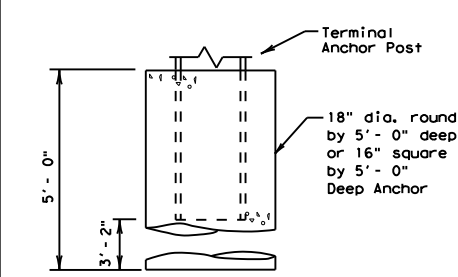 Terminal
Anchor Post
18" dia. round
by 5'- 0" deep
or 16" square
by 5'- 0"
Deep Anchor
5'- 0"
3'- 2"